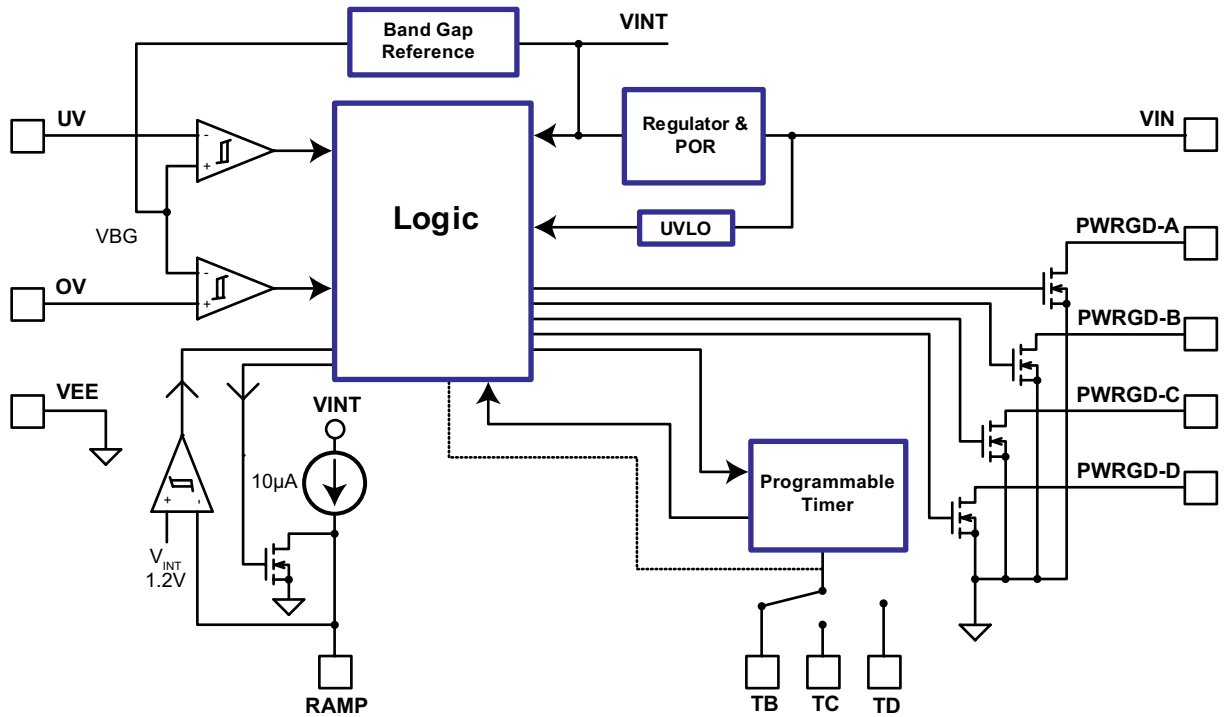 Band Gap
Reference
VINT
UV
-
+
Regulator &
POR
VIN
Logic
VBG
UVLO
PWRGD-A
OV
-
+
PWRGD-B
VEE
VINT
PWRGD-C
10µA
Programmable
Timer
PWRGD-D
+
-
VINT
1.2V
RAMP
TB
TC
TD